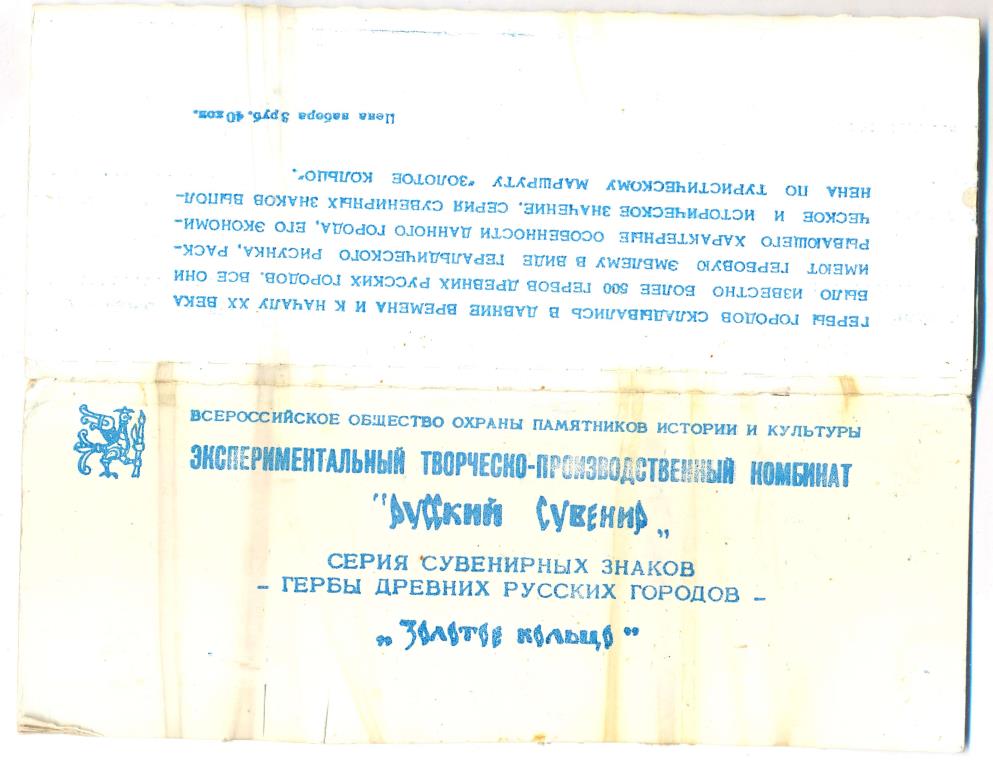 ВСЕРОССИЙСКОЕ ОБЩЕСТВО ОХРАНЫ ПАМЯТНИКОВ ИСТОРИИ И КУЛЬТУРЫ
ЭКСПЕРИМЕНТАЛЬНЫЙ ТВОРЧЕСКО-ПРОИЗВОДСТВЕННЫЙ КОМБИНАТ
"РУССКИЙ СУВЕНИР„
СЕРИЯ СУВЕНИРНЫХ ЗНАКОВ
- ГЕРБЫ ДРЕВНИХ РУССКИХ ГОРОДОВ -
„Золотое кольцо"
ГЕРБЫ ГОРОДОВ СКЛАДЫВАЛИСЬ В ДАВНИЕ ВРЕМЕНА И К НАЧАЛУ XX ВЕКА
БЫЛО ИЗВЕСТНО БОЛЕЕ 500 ГЕРБОВ ДРЕВНИХ РУССКИХ ГОРОДОВ. ВСЕ ОНИ
ИМЕЮТ ГЕРБОВУЮ ЭМБЛЕМУ В ВИДЕ ГЕРАЛЬДИЧЕСКОГО РИСУНКА, РАСК-
РЫВАЮЩЕГО ХАРАКТЕРНЫЕ ОСОБЕННОСТИ ДАННОГО ГОРОДА, ЕГО ЭКОНОМИ-
ЧЕСКОЕ И ИСТОРИЧЕСКОЕ ЗНАЧЕНИЕ. СЕРИЯ СУВЕНИРНЫХ ЗНАКОВ ВЫПОЛ-
НЕНА ПО ТУРИСТИЧЕСКОМУ МАРШРУТУ "ЗОЛОТОЕ КОЛЬЦО".
Цена набора 3 руб. 40 коп.